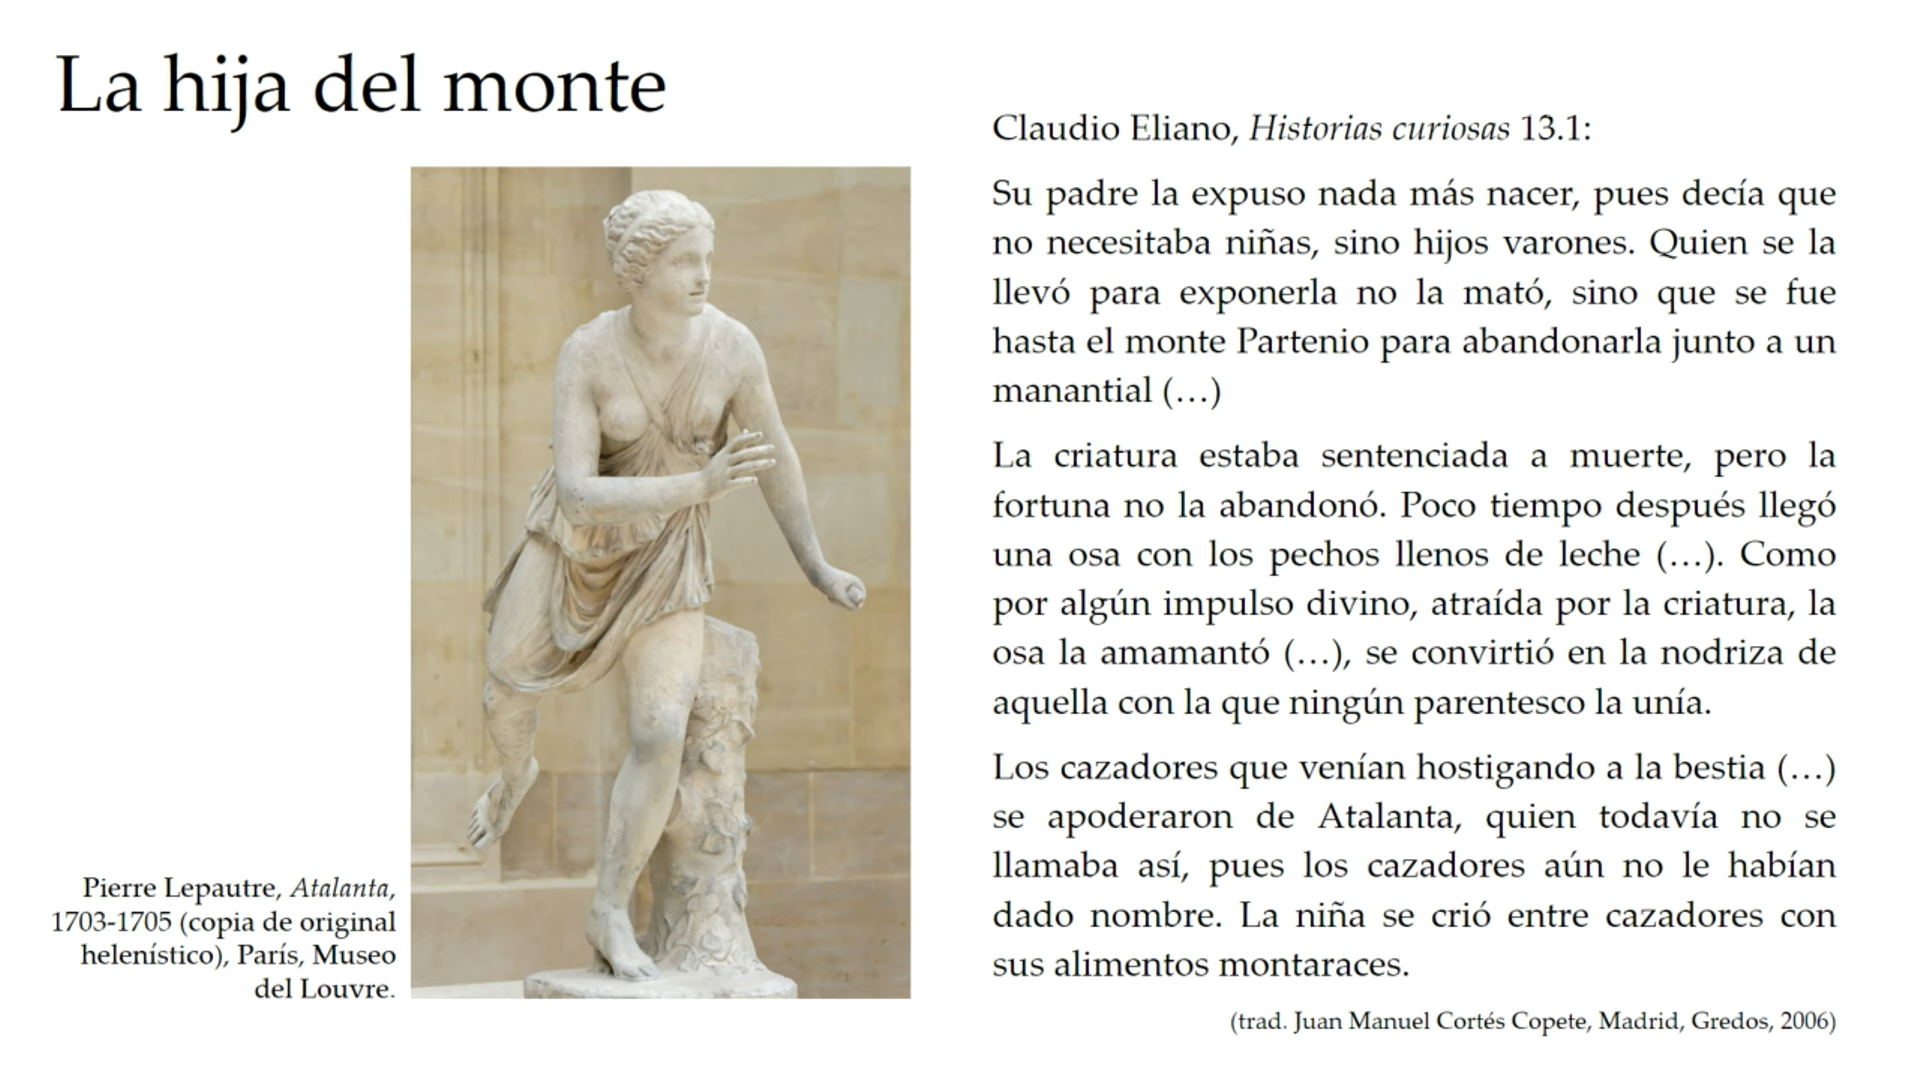 La hija del monte
Claudio Eliano, Historias curiosas 13.1:
Su padre la expuso nada más nacer, pues decía que
no necesitaba niñas, sino hijos varones. Quien se la
llevó para exponerla no la mató, sino que se fue
hasta el monte Partenio para abandonarla junto a un
manantial (…)
La criatura estaba sentenciada a muerte, pero la
fortuna no la abandonó. Poco tiempo después llegó
una osa con los pechos llenos de leche (…). Como
por algún impulso divino, atraída por la criatura, la
osa la amamantó (…), se convirtió en la nodriza de
aquella con la que ningún parentesco la unía.
Los cazadores que venían hostigando a la bestia (…)
se apoderaron de Atalanta, quien todavía no se
llamaba así, pues los cazadores aún no le habían
dado nombre. La niña se crió entre cazadores con
sus alimentos montaraces.
(trad. Juan Manuel Cortés Copete, Madrid, Gredos, 2006)
Pierre Lepautre, Atalanta,
1703-1705 (copia de original
helenístico), París, Museo
del Louvre.